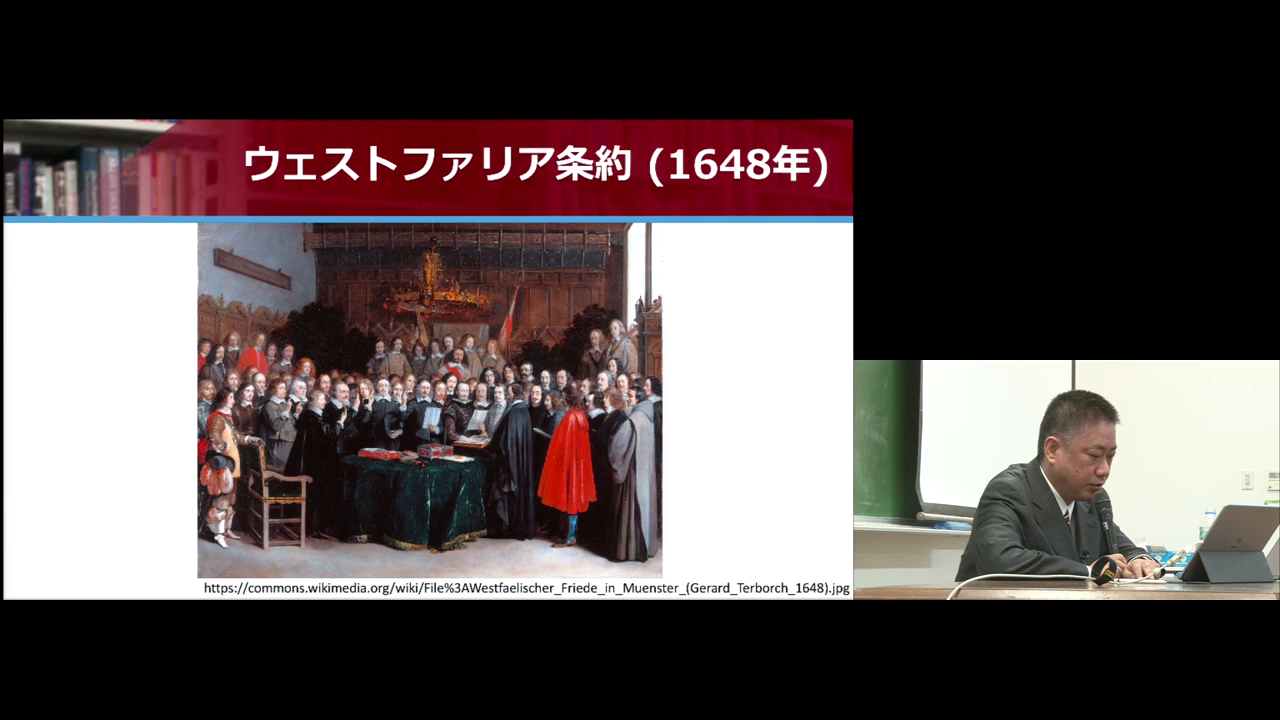 ウェストファリア条約 (1648年)
https://commons.wikimedia.org/wiki/File%3AWestfaelischer_Friede_in_Muenster_(Gerard_Terborch_1648).jpg